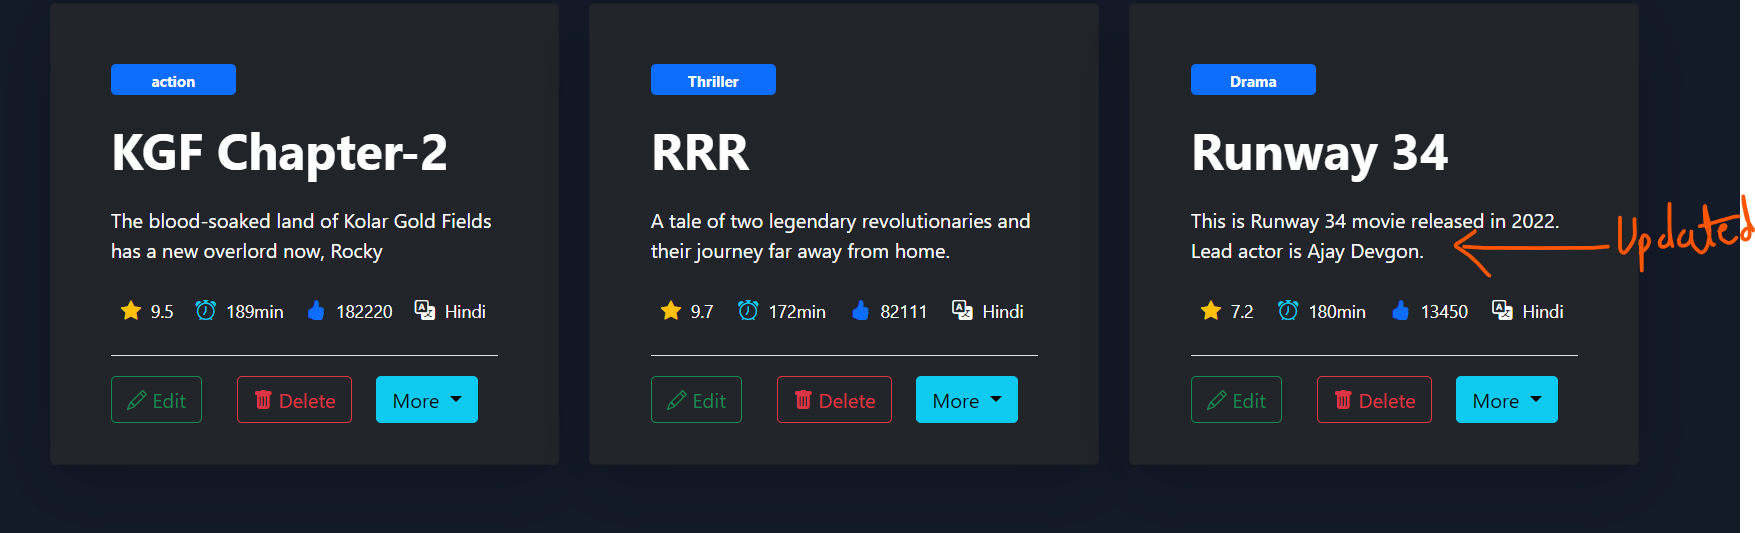 action
KGF Chapter-2
The blood-soaked land of Kolar Gold Fields
has a new overlord now, Rocky
9.5 189min 182220 Hindi
Edit Delete More
Thriller
RRR
A tale of two legendary revolutionaries and
their journey far away from home.
9.7 172min 82111 Hindi
Edit Delete More
Drama
Runway 34
This is Runway 34 movie released in 2022.
Lead actor is Ajay Devgon.
7.2 180min 13450 Hindi
Edit Delete More
Updated